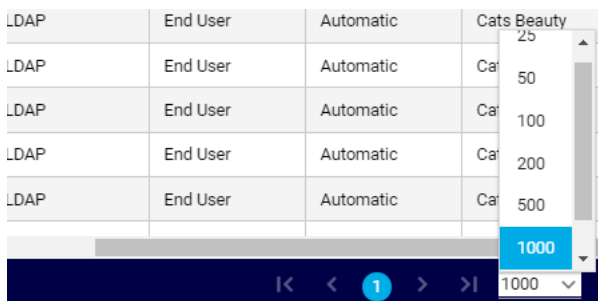 LDAP End User Automatic Cats Beauty
LDAP End User Automatic Cat
LDAP End User Automatic Cat
LDAP End User Automatic Cat
LDAP End User Automatic Cat
25
50
100
200
500
1000
1 1000